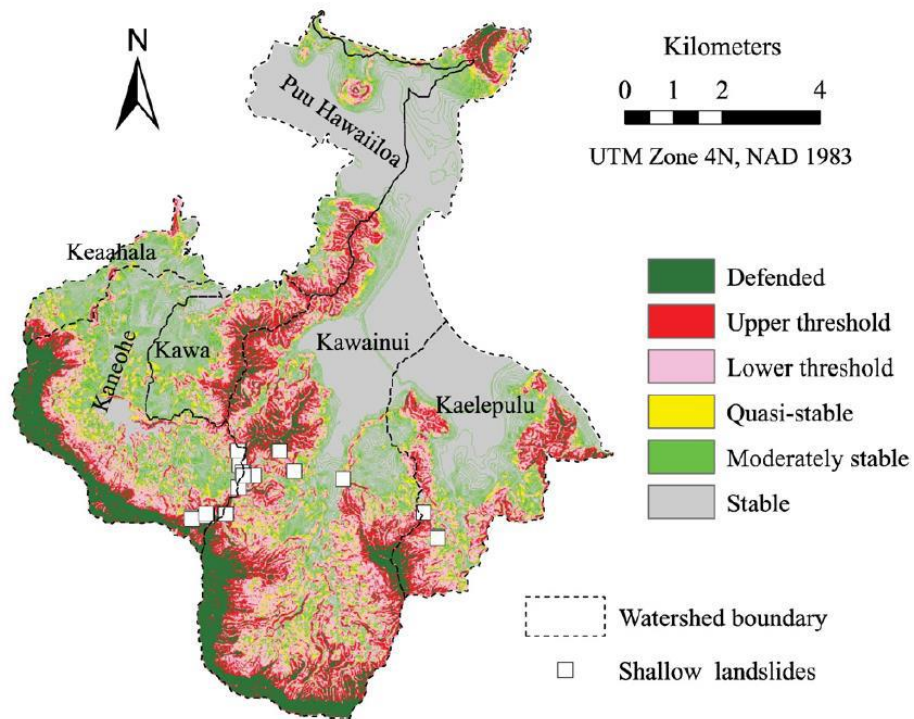 N
Kilometers
0 1 2 4
UTM Zone 4N, NAD 1983
Puu Hawaiiloa
Keaahala
Kaneohe
Kawa
Kawainui
Kaelepulu
Defended
Upper threshold
Lower threshold
Quasi-stable
Moderately stable
Stable
Watershed boundary
Shallow landslides